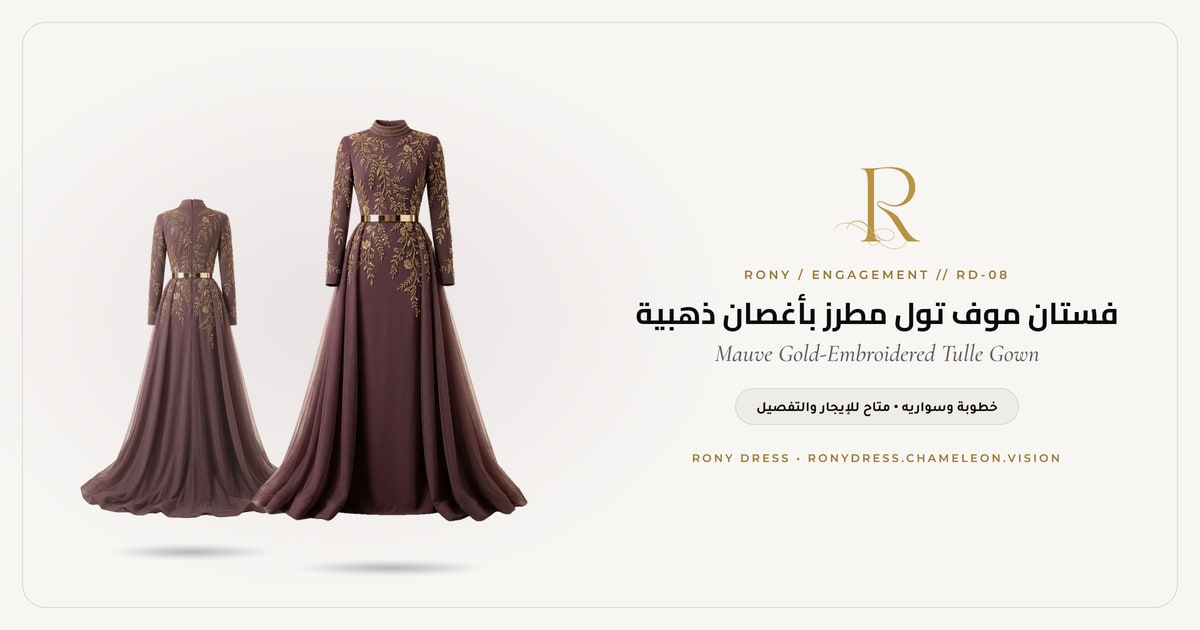 R
RONY / ENGAGEMENT // RD-08
فستان موف تول مطرز بأغصان ذهبية
Mauve Gold-Embroidered Tulle Gown
خطوبة وسواريه • متاح للإيجار والتفصيل
RONY DRESS • RONYDRESS.CHAMELEON.VISION